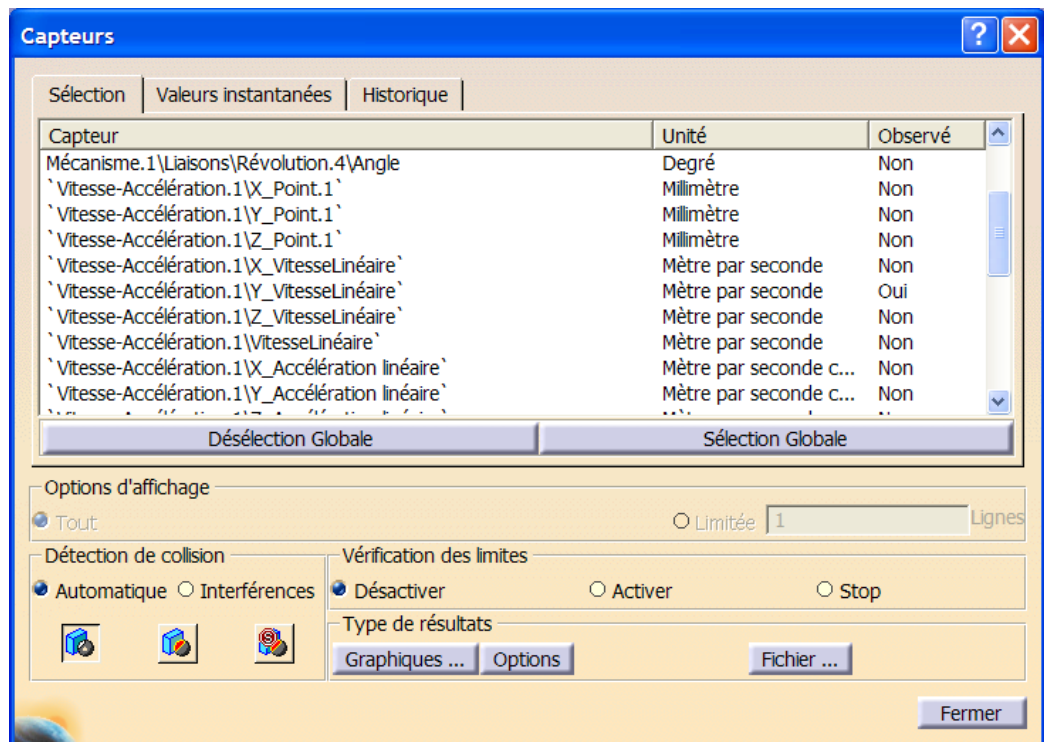 Capteurs
Sélection Valeurs instantanées Historique
Capteur Unité Observé
Mécanisme.1\Liaisons\Révolution.4\Angle Degré Non
`Vitesse-Accélération.1\X_Point.1` Millimètre Non
`Vitesse-Accélération.1\Y_Point.1` Millimètre Non
`Vitesse-Accélération.1\Z_Point.1` Millimètre Non
`Vitesse-Accélération.1\X_VitesseLinéaire` Mètre par seconde Non
`Vitesse-Accélération.1\Y_VitesseLinéaire` Mètre par seconde Oui
`Vitesse-Accélération.1\Z_VitesseLinéaire` Mètre par seconde Non
`Vitesse-Accélération.1\VitesseLinéaire` Mètre par seconde Non
`Vitesse-Accélération.1\X_Accélération linéaire` Mètre par seconde c... Non
`Vitesse-Accélération.1\Y_Accélération linéaire` Mètre par seconde c... Non
Désélection Globale Sélection Globale
Options d'affichage
Tout Limitée 1 Lignes
Détection de collision Vérification des limites
Automatique Interférences Désactiver Activer Stop
Type de résultats
Graphiques ... Options Fichier ...
Fermer